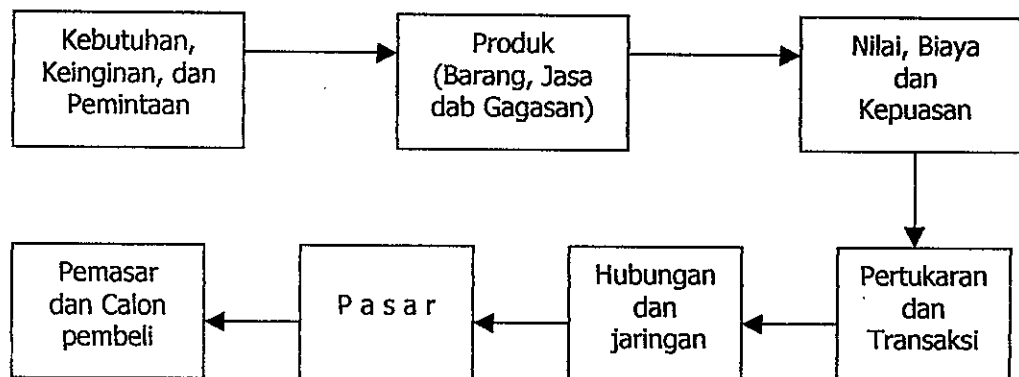 Kebutuhan,
Keinginan, dan
Pemintaan
Produk
(Barang, Jasa
dab Gagasan)
Nilai, Biaya
dan
Kepuasan
Pertukaran
dan
Transaksi
Hubungan
dan
jaringan
P a s a r
Pemasar
dan Calon
pembeli